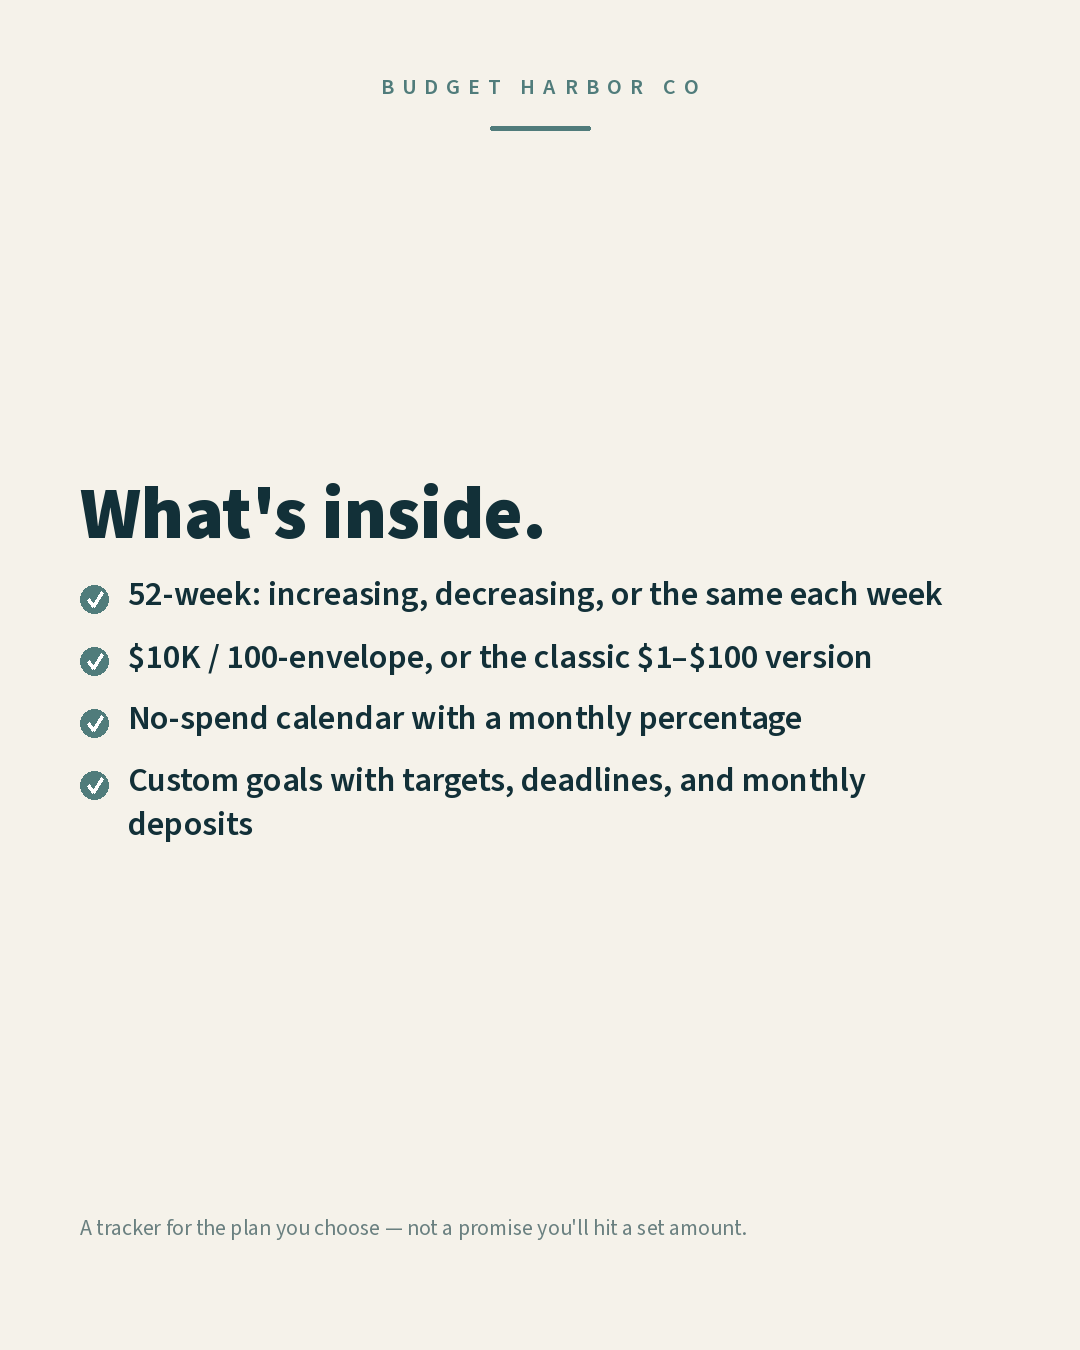 BUDGET HARBOR CO
What's inside.
52-week: increasing, decreasing, or the same each week
$10K / 100-envelope, or the classic $1–$100 version
No-spend calendar with a monthly percentage
Custom goals with targets, deadlines, and monthly
deposits
A tracker for the plan you choose — not a promise you'll hit a set amount.